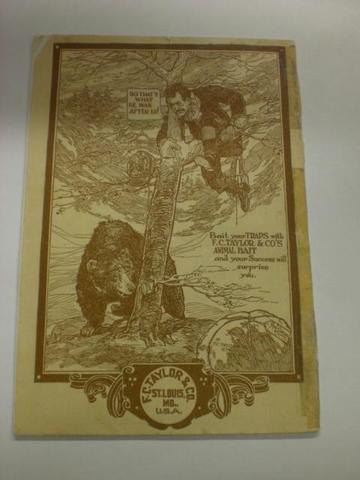 SO THAT'S
WHAT
HE WAS
AFTER EH
Bait your TRAPS with
F.C. TAYLOR & CO'S
ANIMAL BAIT
and your Success will
surprise
you.
F.C. TAYLOR & CO.
ST. LOUIS,
MO.,
U.S.A.